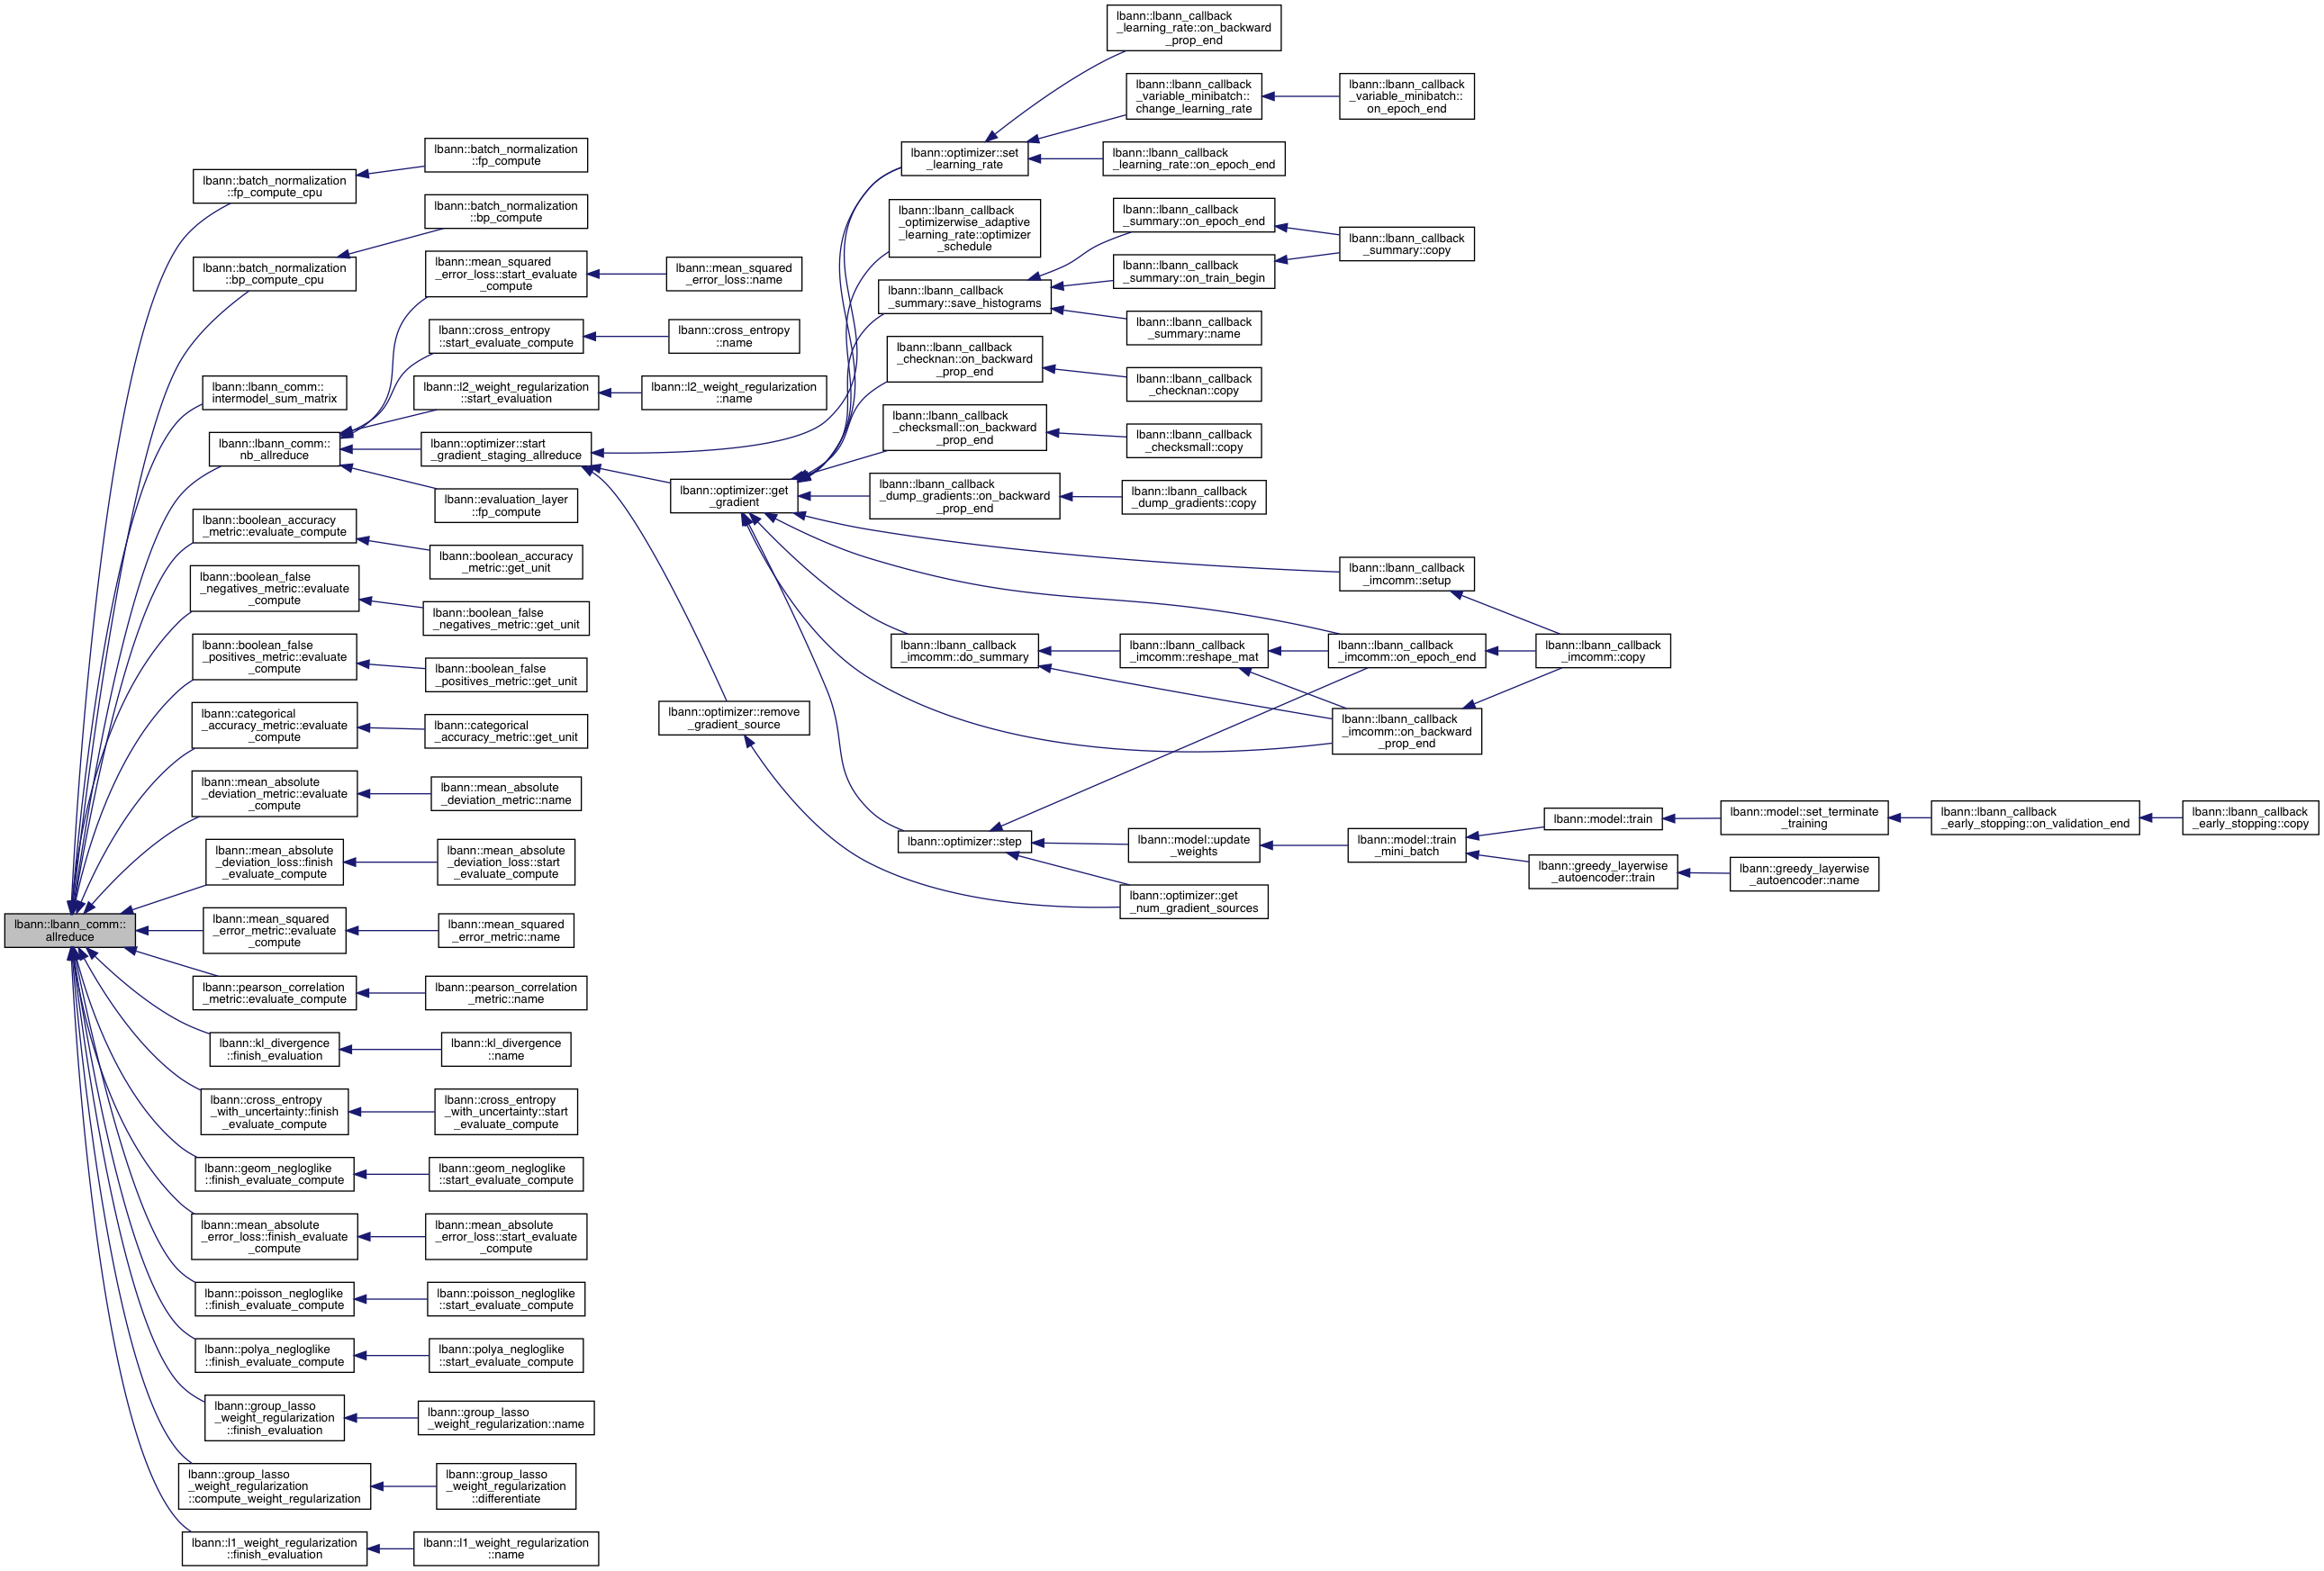 lbann::lbann_comm::
allreduce
lbann::batch_normalization
::fp_compute_cpu
lbann::batch_normalization
::bp_compute_cpu
lbann::lbann_comm::
intermodel_sum_matrix
lbann::lbann_comm::
nb_allreduce
lbann::boolean_accuracy
_metric::evaluate_compute
lbann::boolean_false
_negatives_metric::evaluate
_compute
lbann::boolean_false
_positives_metric::evaluate
_compute
lbann::categorical
_accuracy_metric::evaluate
_compute
lbann::mean_absolute
_deviation_metric::evaluate
_compute
lbann::mean_absolute
_deviation_loss::finish
_evaluate_compute
lbann::mean_squared
_error_metric::evaluate
_compute
lbann::pearson_correlation
_metric::evaluate_compute
lbann::kl_divergence
::finish_evaluation
lbann::cross_entropy
_with_uncertainty::finish
_evaluate_compute
lbann::geom_negloglike
::finish_evaluate_compute
lbann::mean_absolute
_error_loss::finish_evaluate
_compute
lbann::poisson_negloglike
::finish_evaluate_compute
lbann::polya_negloglike
::finish_evaluate_compute
lbann::group_lasso
_weight_regularization
::finish_evaluation
lbann::group_lasso
_weight_regularization
::compute_weight_regularization
lbann::l1_weight_regularization
::finish_evaluation
lbann::batch_normalization
::fp_compute
lbann::batch_normalization
::bp_compute
lbann::mean_squared
_error_loss::start_evaluate
_compute
lbann::cross_entropy
::start_evaluate_compute
lbann::l2_weight_regularization
::start_evaluation
lbann::optimizer::start
_gradient_staging_allreduce
lbann::evaluation_layer
::fp_compute
lbann::boolean_accuracy
_metric::get_unit
lbann::boolean_false
_negatives_metric::get_unit
lbann::boolean_false
_positives_metric::get_unit
lbann::categorical
_accuracy_metric::get_unit
lbann::mean_absolute
_deviation_metric::name
lbann::mean_absolute
_deviation_loss::start
_evaluate_compute
lbann::mean_squared
_error_metric::name
lbann::pearson_correlation
_metric::name
lbann::kl_divergence
::name
lbann::cross_entropy
_with_uncertainty::start
_evaluate_compute
lbann::geom_negloglike
::start_evaluate_compute
lbann::mean_absolute
_error_loss::start_evaluate
_compute
lbann::poisson_negloglike
::start_evaluate_compute
lbann::polya_negloglike
::start_evaluate_compute
lbann::group_lasso
_weight_regularization::name
lbann::group_lasso
_weight_regularization
::differentiate
lbann::l1_weight_regularization
::name
lbann::mean_squared
_error_loss::name
lbann::cross_entropy
::name
lbann::l2_weight_regularization
::name
lbann::optimizer::get
_gradient
lbann::optimizer::remove
_gradient_source
lbann::optimizer::set
_learning_rate
lbann::lbann_callback
_optimizerwise_adaptive
_learning_rate::optimizer
_schedule
lbann::lbann_callback
_summary::save_histograms
lbann::lbann_callback
_checknan::on_backward
_prop_end
lbann::lbann_callback
_checksmall::on_backward
_prop_end
lbann::lbann_callback
_dump_gradients::on_backward
_prop_end
lbann::lbann_callback
_imcomm::do_summary
lbann::optimizer::step
lbann::lbann_callback
_learning_rate::on_backward
_prop_end
lbann::lbann_callback
_variable_minibatch::
change_learning_rate
lbann::lbann_callback
_learning_rate::on_epoch_end
lbann::lbann_callback
_summary::on_epoch_end
lbann::lbann_callback
_summary::on_train_begin
lbann::lbann_callback
_summary::name
lbann::lbann_callback
_checknan::copy
lbann::lbann_callback
_checksmall::copy
lbann::lbann_callback
_dump_gradients::copy
lbann::lbann_callback
_imcomm::reshape_mat
lbann::model::update
_weights
lbann::optimizer::get
_num_gradient_sources
lbann::lbann_callback
_variable_minibatch::
on_epoch_end
lbann::lbann_callback
_summary::copy
lbann::lbann_callback
_imcomm::setup
lbann::lbann_callback
_imcomm::on_epoch_end
lbann::lbann_callback
_imcomm::on_backward
_prop_end
lbann::model::train
_mini_batch
lbann::lbann_callback
_imcomm::copy
lbann::model::train
lbann::greedy_layerwise
_autoencoder::train
lbann::model::set_terminate
_training
lbann::greedy_layerwise
_autoencoder::name
lbann::lbann_callback
_early_stopping::on_validation_end
lbann::lbann_callback
_early_stopping::copy